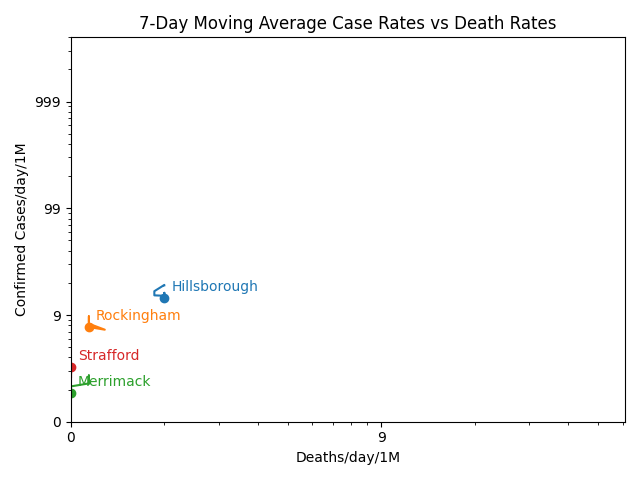 7-Day Moving Average Case Rates vs Death Rates
Confirmed Cases/day/1M
999
99
9
0
Hillsborough
Rockingham
Strafford
Merrimack
0
9
Deaths/day/1M